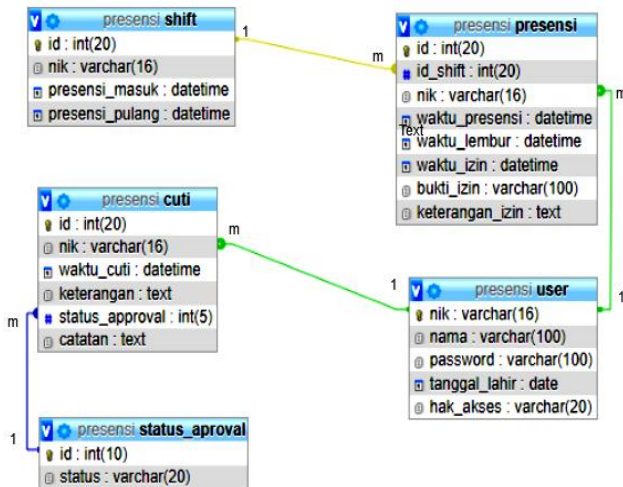 presensi shift
id : int(20)
nik : varchar(16)
presensi_masuk : datetime
presensi_pulang : datetime
1
m
presensi presensi
id : int(20)
id_shift : int(20)
nik : varchar(16)
waktu_presensi : datetime
Text
waktu_lembur : datetime
waktu_izin : datetime
bukti_izin : varchar(100)
keterangan_izin : text
m
presensi cuti
id : int(20)
nik : varchar(16)
waktu_cuti : datetime
keterangan : text
status_approval : int(5)
catatan : text
m
1
1
presensi user
nik : varchar(16)
nama : varchar(100)
password : varchar(100)
tanggal_lahir : date
hak_akses : varchar(20)
m
1
presensi status_aproval
id : int(10)
status : varchar(20)